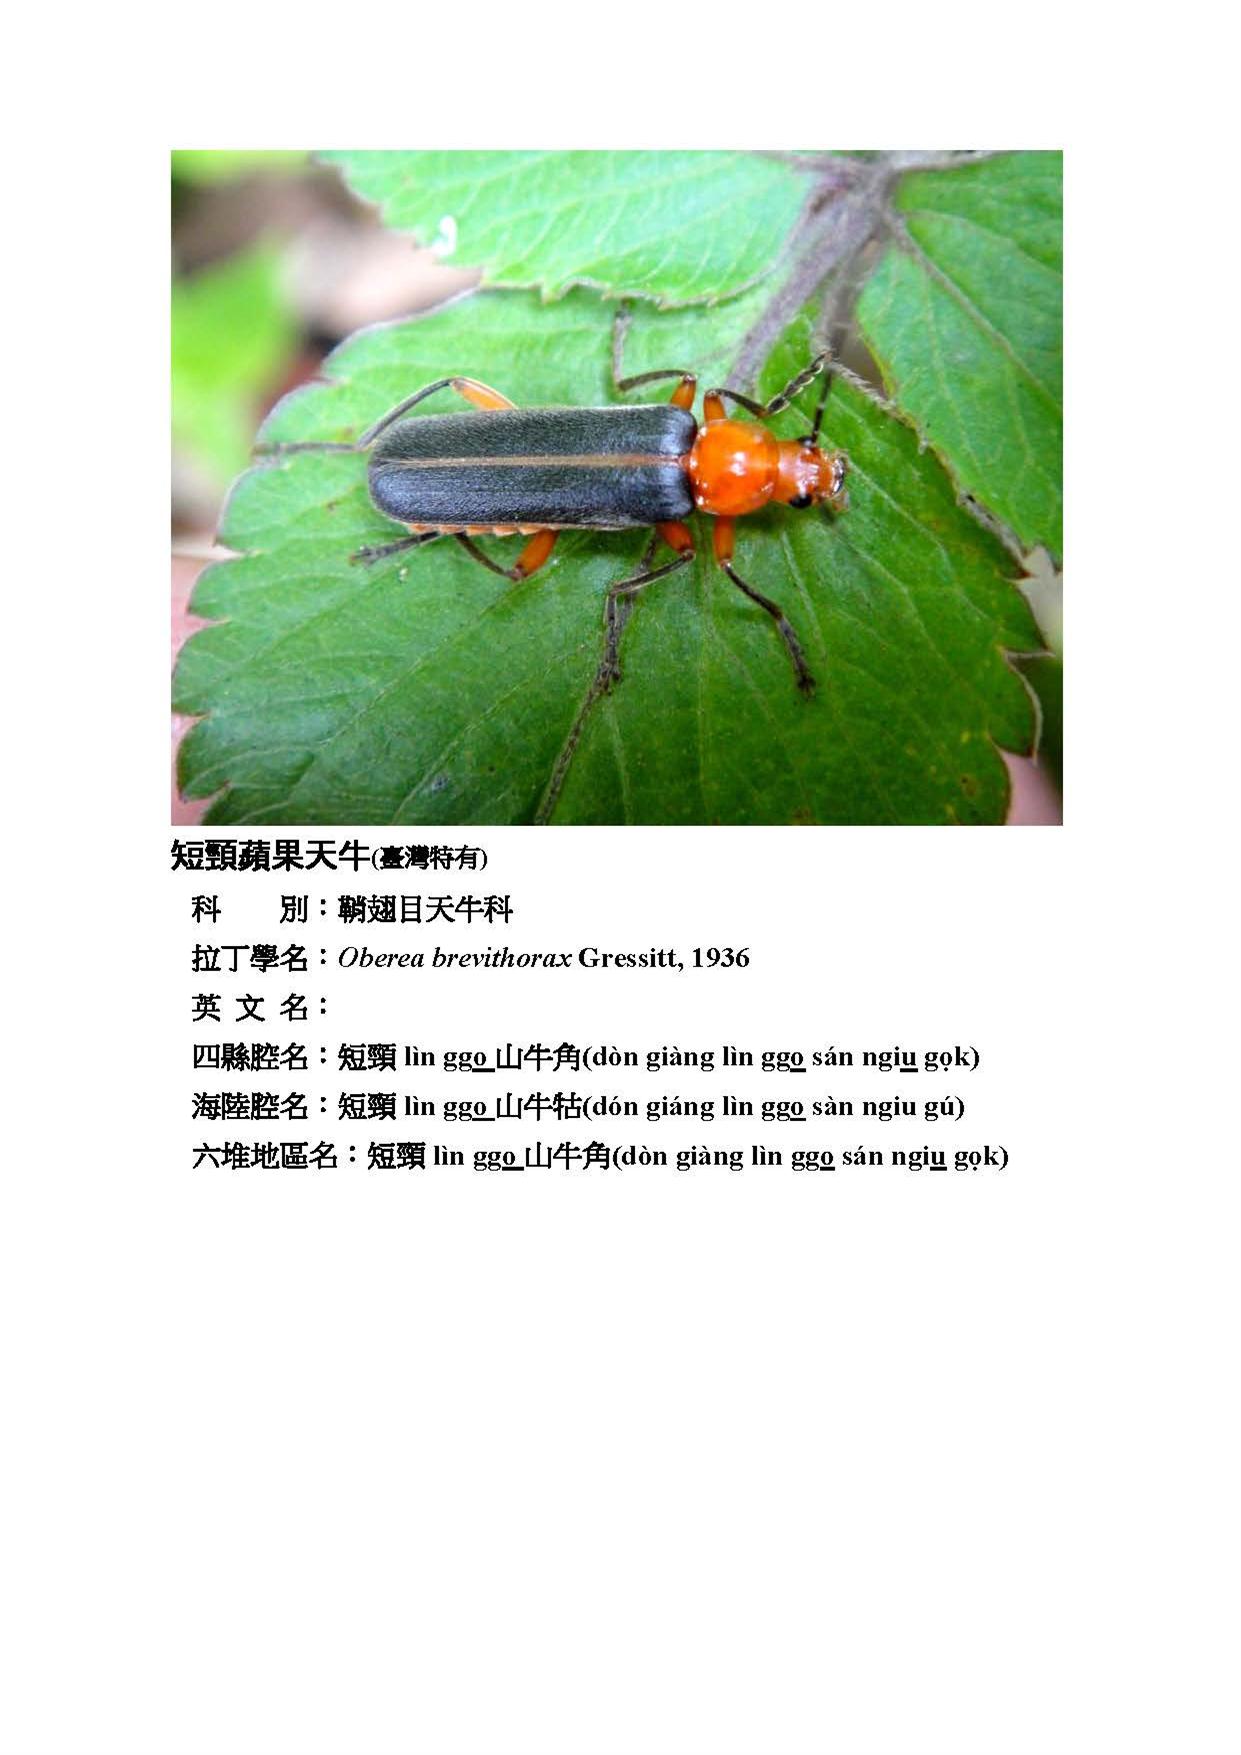 短頸蘋果天牛(臺灣特有)
科　　別：鞘翅目天牛科
拉丁學名：Oberea brevithorax Gressitt, 1936
英 文 名：
四縣腔名：短頸 lìn ggo 山牛角(dòn giàng lìn ggo sán ngiu gọk)
海陸腔名：短頸 lìn ggo 山牛牯(dón giáng lìn ggo sàn ngiu gú)
六堆地區名：短頸 lìn ggo 山牛角(dòn giàng lìn ggo sán ngiu gọk)